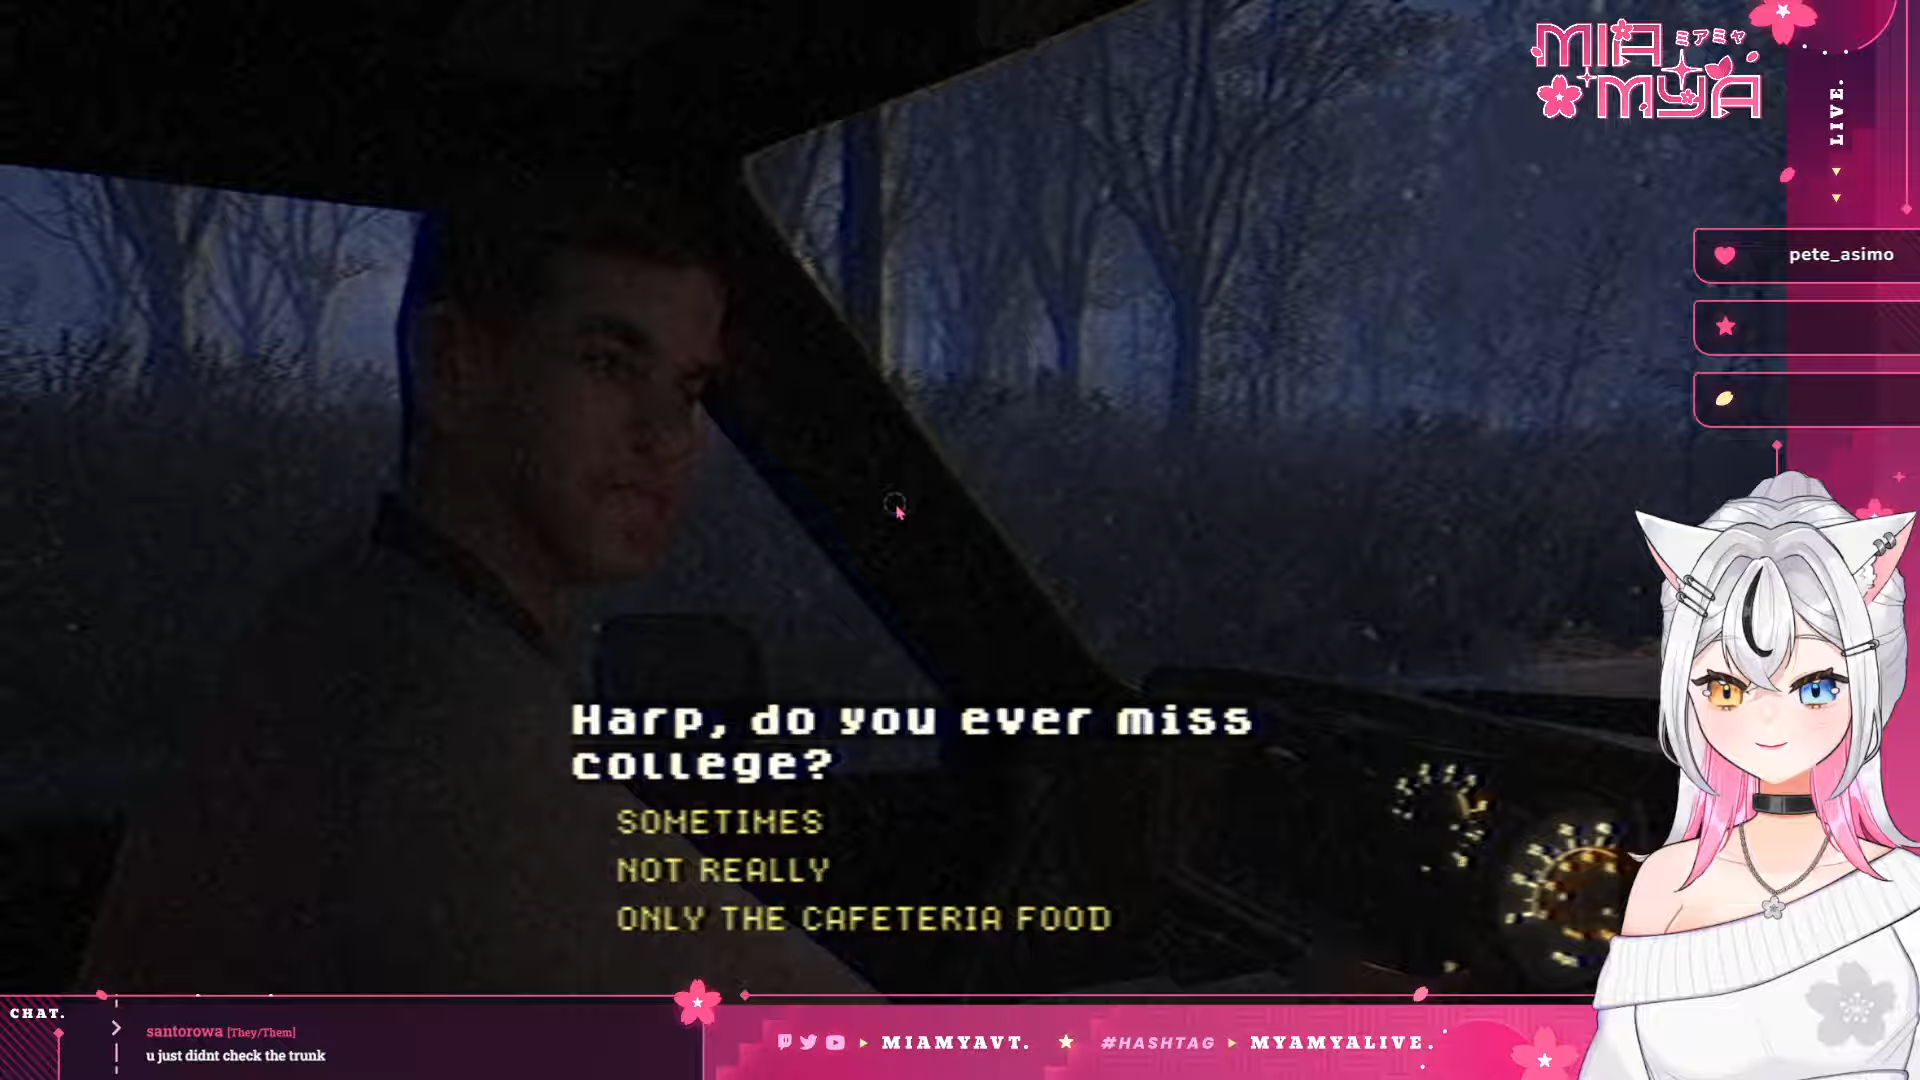 MIA ミアミヤ
MYA
LIVE.
pete_asimo
Harp, do you ever miss
college?
SOMETIMES
NOT REALLY
ONLY THE CAFETERIA FOOD
CHAT.
santorowa [They/Them]
u just didnt check the trunk
MIAMYAVT.
#HASHTAG
MYAMYALIVE.